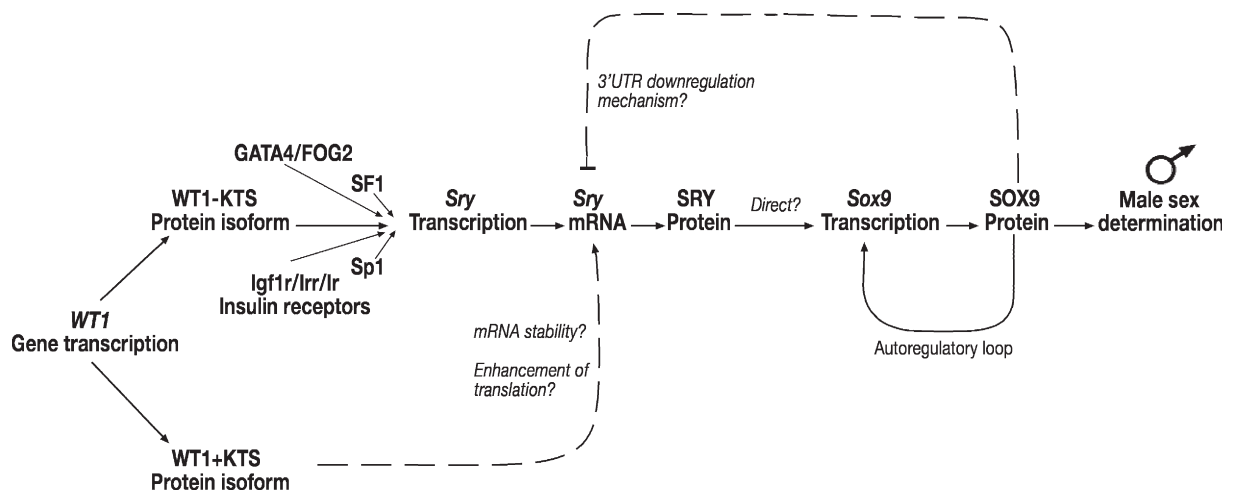 3'UTR downregulation
mechanism?
GATA4/FOG2
SF1
WT1-KTS
Protein isoform
Sry
Transcription
Sry
mRNA
SRY
Protein
Direct?
Sox9
Transcription
SOX9
Protein
Male sex
determination
Sp1
Igf1r/Irr/Ir
Insulin receptors
WT1
Gene transcription
mRNA stability?
Enhancement of
translation?
Autoregulatory loop
WT1+KTS
Protein isoform